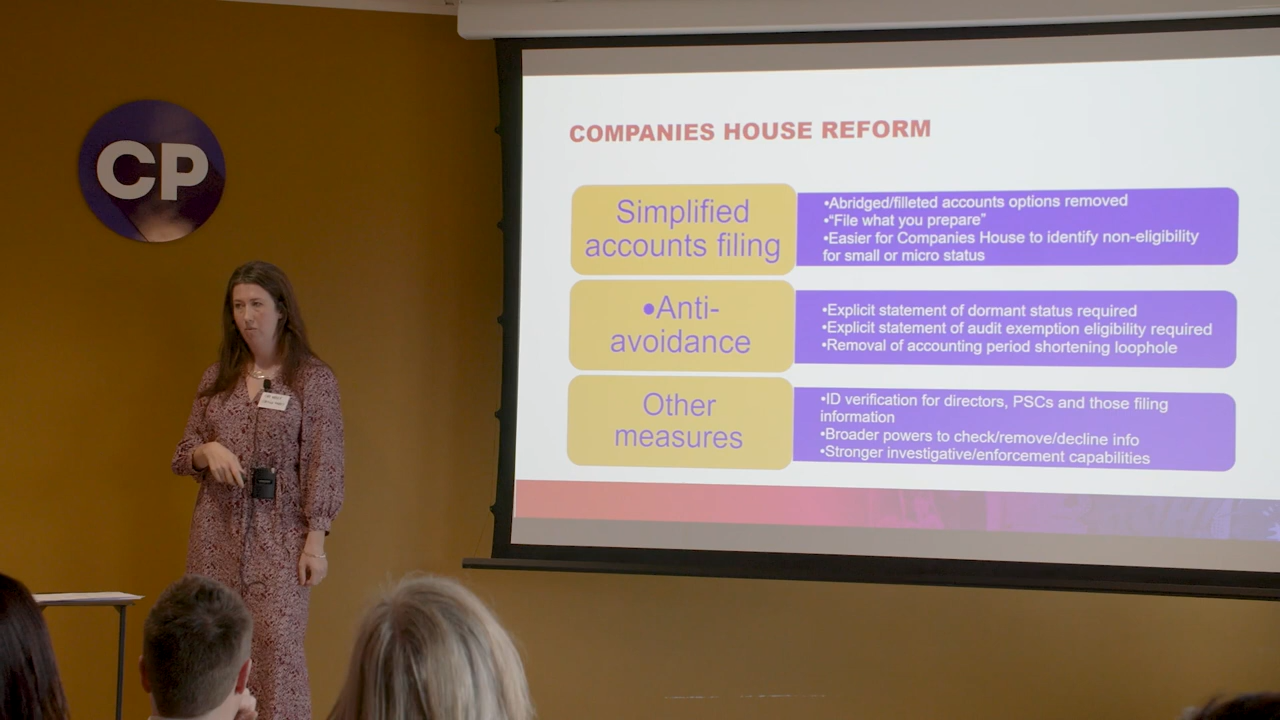 CP
COMPANIES HOUSE REFORM
Simplified
accounts filing
•Abridged/filleted accounts options removed
•“File what you prepare”
•Easier for Companies House to identify non-eligibility
for small or micro status
•Anti-
avoidance
•Explicit statement of dormant status required
•Explicit statement of audit exemption eligibility required
•Removal of accounting period shortening loophole
Other
measures
•ID verification for directors, PSCs and those filing
information
•Broader powers to check/remove/decline info
•Stronger investigative/enforcement capabilities